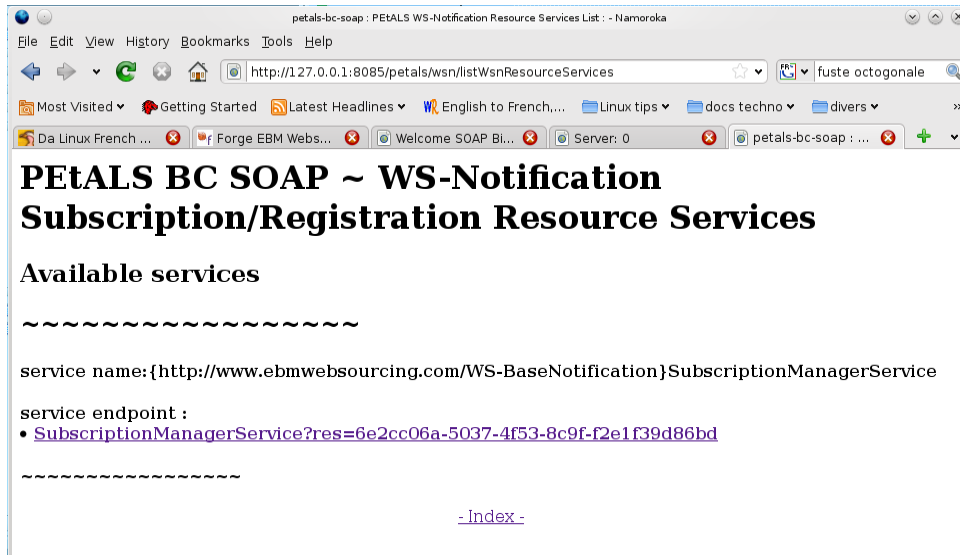 petals-bc-soap : PEtALS WS-Notification Resource Services List : - Namoroka
File Edit View History Bookmarks Tools Help
http://127.0.0.1:8085/petals/wsn/listWsnResourceServices
fuste octogonale
Most Visited Getting Started Latest Headlines English to French,... Linux tips docs techno divers »
Da Linux French ... Forge EBM Webs... Welcome SOAP Bi... Server: 0 petals-bc-soap : ...
PEtALS BC SOAP ~ WS-Notification
Subscription/Registration Resource Services
Available services
~~~~~~~~~~~~~~~~~
service name:{http://www.ebmwebsourcing.com/WS-BaseNotification}SubscriptionManagerService
service endpoint :
• SubscriptionManagerService?res=6e2cc06a-5037-4f53-8c9f-f2e1f39d86bd
~~~~~~~~~~~~~~~~~
- Index -